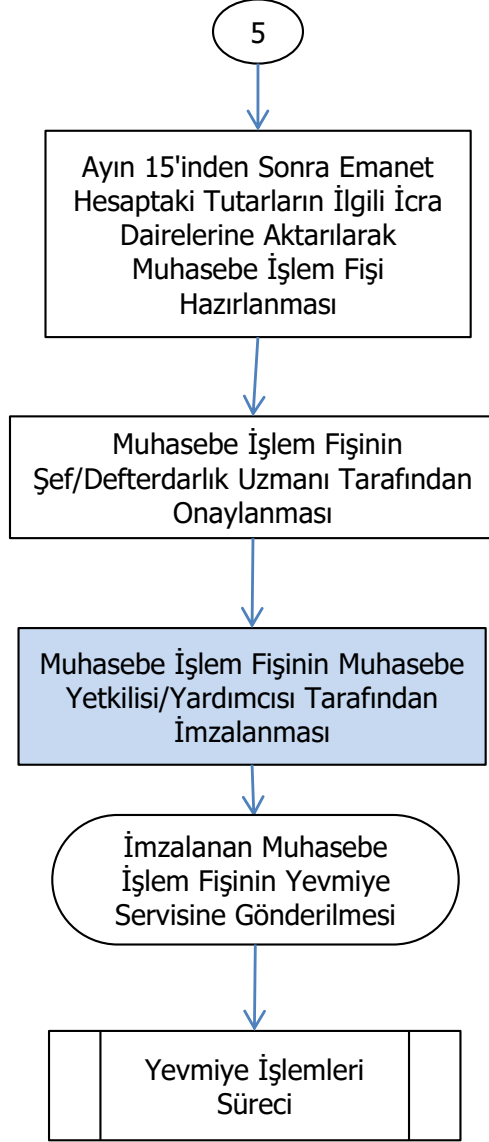 5
Ayın 15'inden Sonra Emanet
Hesaptaki Tutarların İlgili İcra
Dairelerine Aktarılarak
Muhasebe İşlem Fişi
Hazırlanması
Muhasebe İşlem Fişinin
Şef/Defterdarlık Uzmanı Tarafından
Onaylanması
Muhasebe İşlem Fişinin Muhasebe
Yetkilisi/Yardımcısı Tarafından
İmzalanması
İmzalanan Muhasebe
İşlem Fişinin Yevmiye
Servisine Gönderilmesi
Yevmiye İşlemleri
Süreci